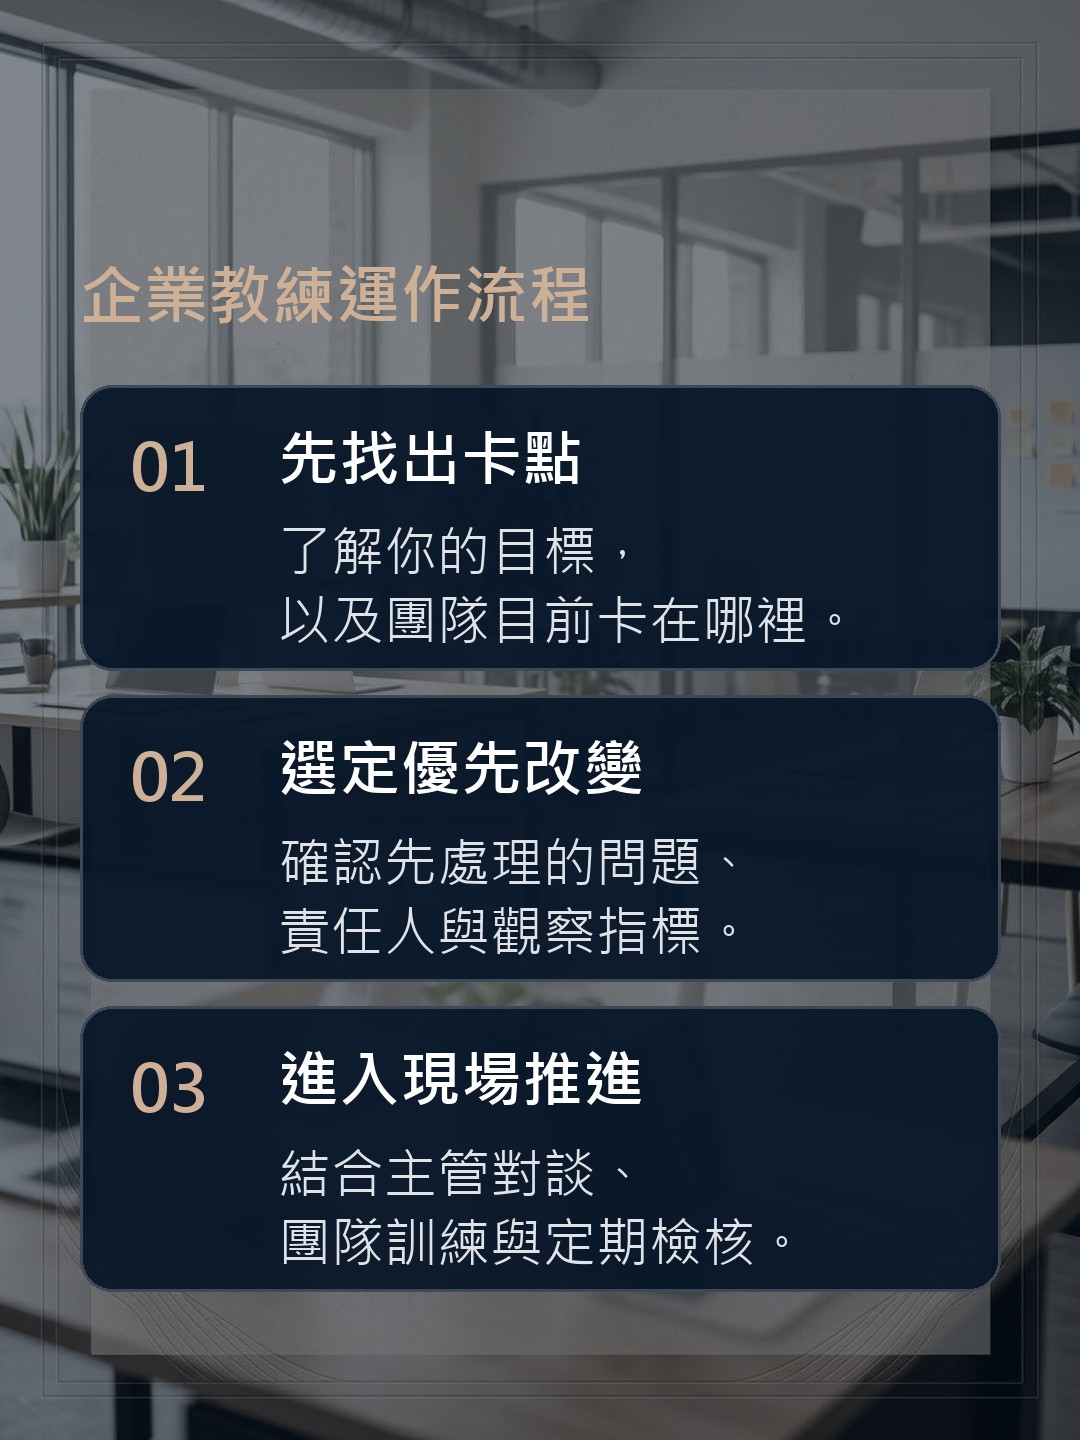 企業教練運作流程
01
先找出卡點
了解你的目標，
以及團隊目前卡在哪裡。
02
選定優先改變
確認先處理的問題、
責任人與觀察指標。
03
進入現場推進
結合主管對談、
團隊訓練與定期檢核。